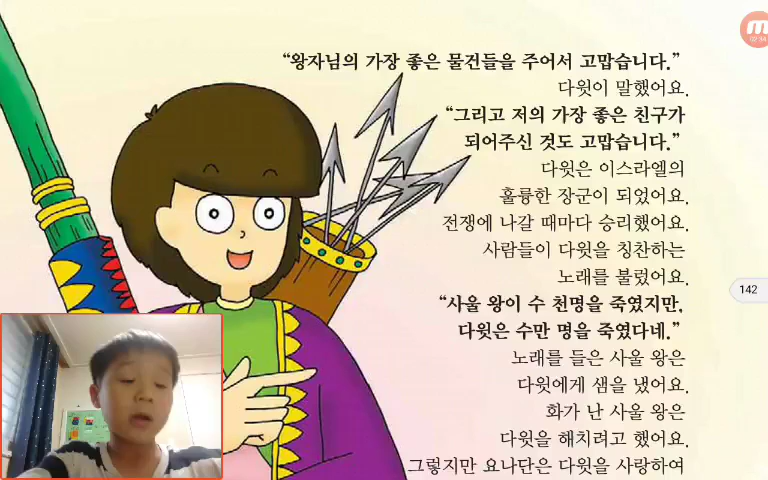 “왕자님의 가장 좋은 물건들을 주어서 고맙습니다.”
다윗이 말했어요.
“그리고 저의 가장 좋은 친구가
되어주신 것도 고맙습니다.”
다윗은 이스라엘의
훌륭한 장군이 되었어요.
전쟁에 나갈 때마다 승리했어요.
사람들이 다윗을 칭찬하는
노래를 불렀어요.
“사울 왕이 수 천명을 죽였지만,
다윗은 수만 명을 죽였다네.”
노래를 들은 사울 왕은
다윗에게 샘을 냈어요.
화가 난 사울 왕은
다윗을 해치려고 했어요.
그렇지만 요나단은 다윗을 사랑하여
142